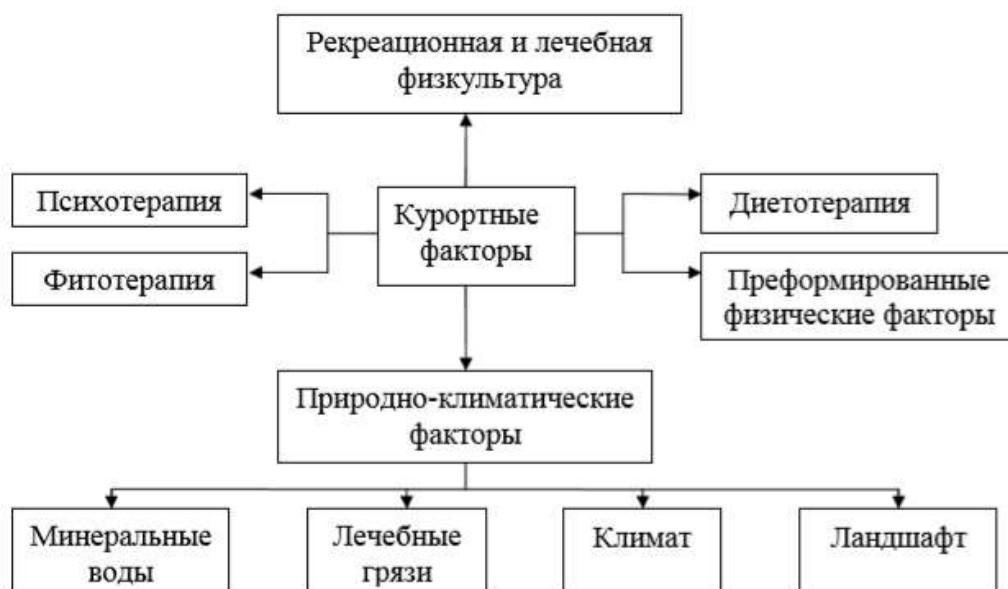 Рекреационная и лечебная
физкультура
Психотерапия
Фитотерапия
Курортные
факторы
Диетотерапия
Преформированные
физические факторы
Природно-климатические
факторы
Минеральные
воды
Лечебные
грязи
Климат
Ландшафт